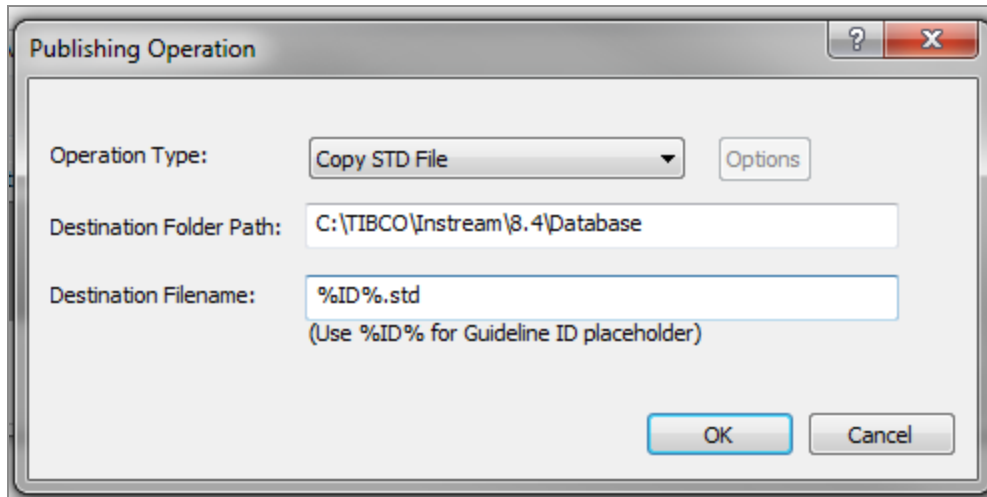 Publishing Operation
Operation Type:
Copy STD File
Options
Destination Folder Path:
C:\TIBCO\Instream\8.4\Database
Destination Filename:
%ID%.std
(Use %ID% for Guideline ID placeholder)
OK
Cancel